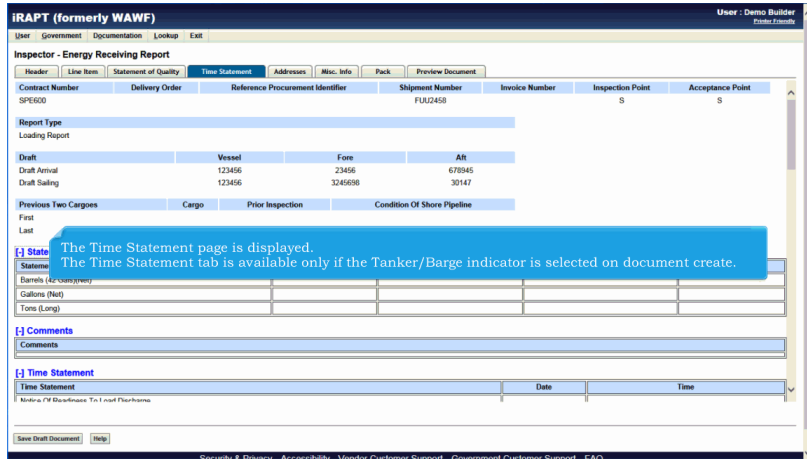 iRAPT (formerly WAWF)
User : Demo Builder
Printer Friendly
User Government Documentation Lookup Exit
Inspector - Energy Receiving Report
Header Line Item Statement of Quality Time Statement Addresses Misc. Info Pack Preview Document
Contract Number Delivery Order Reference Procurement Identifier Shipment Number Invoice Number Inspection Point Acceptance Point
SPE600 FUU2458 S S
Report Type
Loading Report
Draft Vessel Fore Aft
Draft Arrival 123456 23456 678945
Draft Sailing 123456 3245698 30147
Previous Two Cargoes Cargo Prior Inspection Condition Of Shore Pipeline
First
Last
The Time Statement page is displayed.
The Time Statement tab is available only if the Tanker/Barge indicator is selected on document create.
[-] State
Stateme
Barrels (42 Gals)(Net)
Gallons (Net)
Tons (Long)
[-] Comments
Comments
[-] Time Statement
Time Statement Date Time
Notice Of Readiness To Load Discharge
Save Draft Document Help
Security & Privacy Accessibility Vendor Customer Support Government Customer Support FAQ